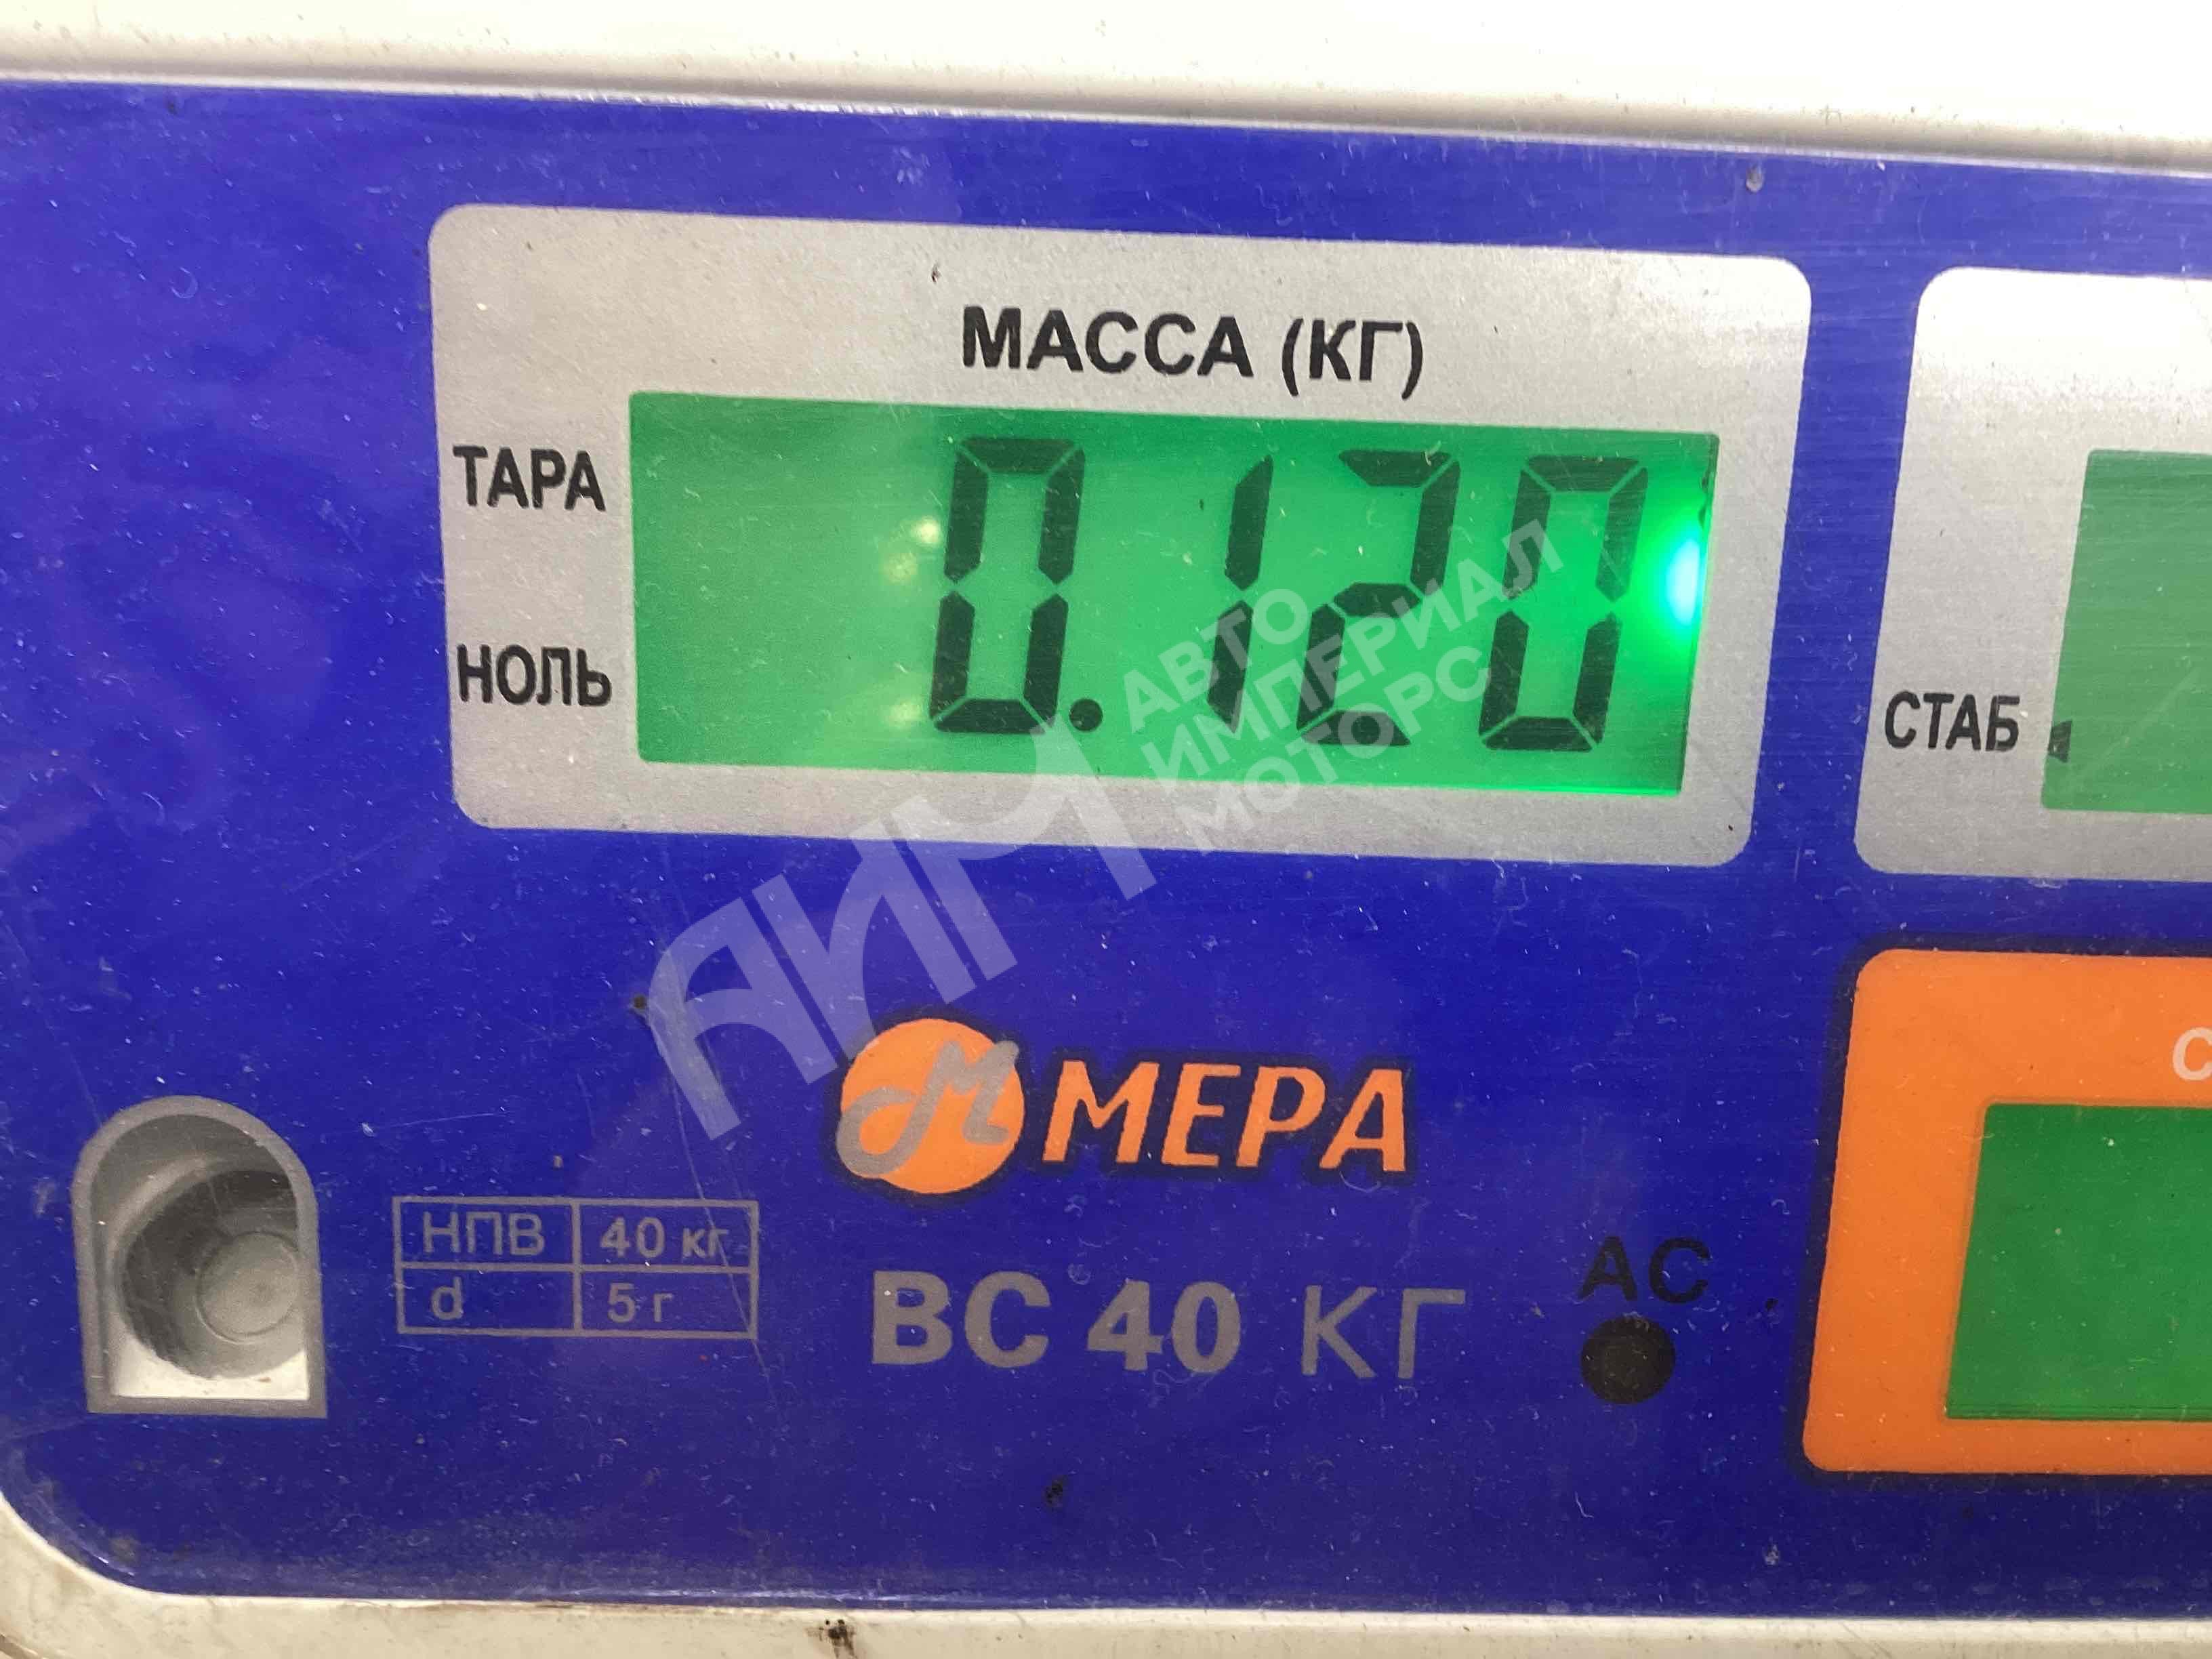 МАССА (КГ)
ТАРА
0.120
НОЛЬ
СТАБ
АВТО
ИМПЕРИАЛ
МОТОРС
АИМ
М МЕРА
НПВ 40 кг
d 5 г
ВС 40 КГ
АС
С